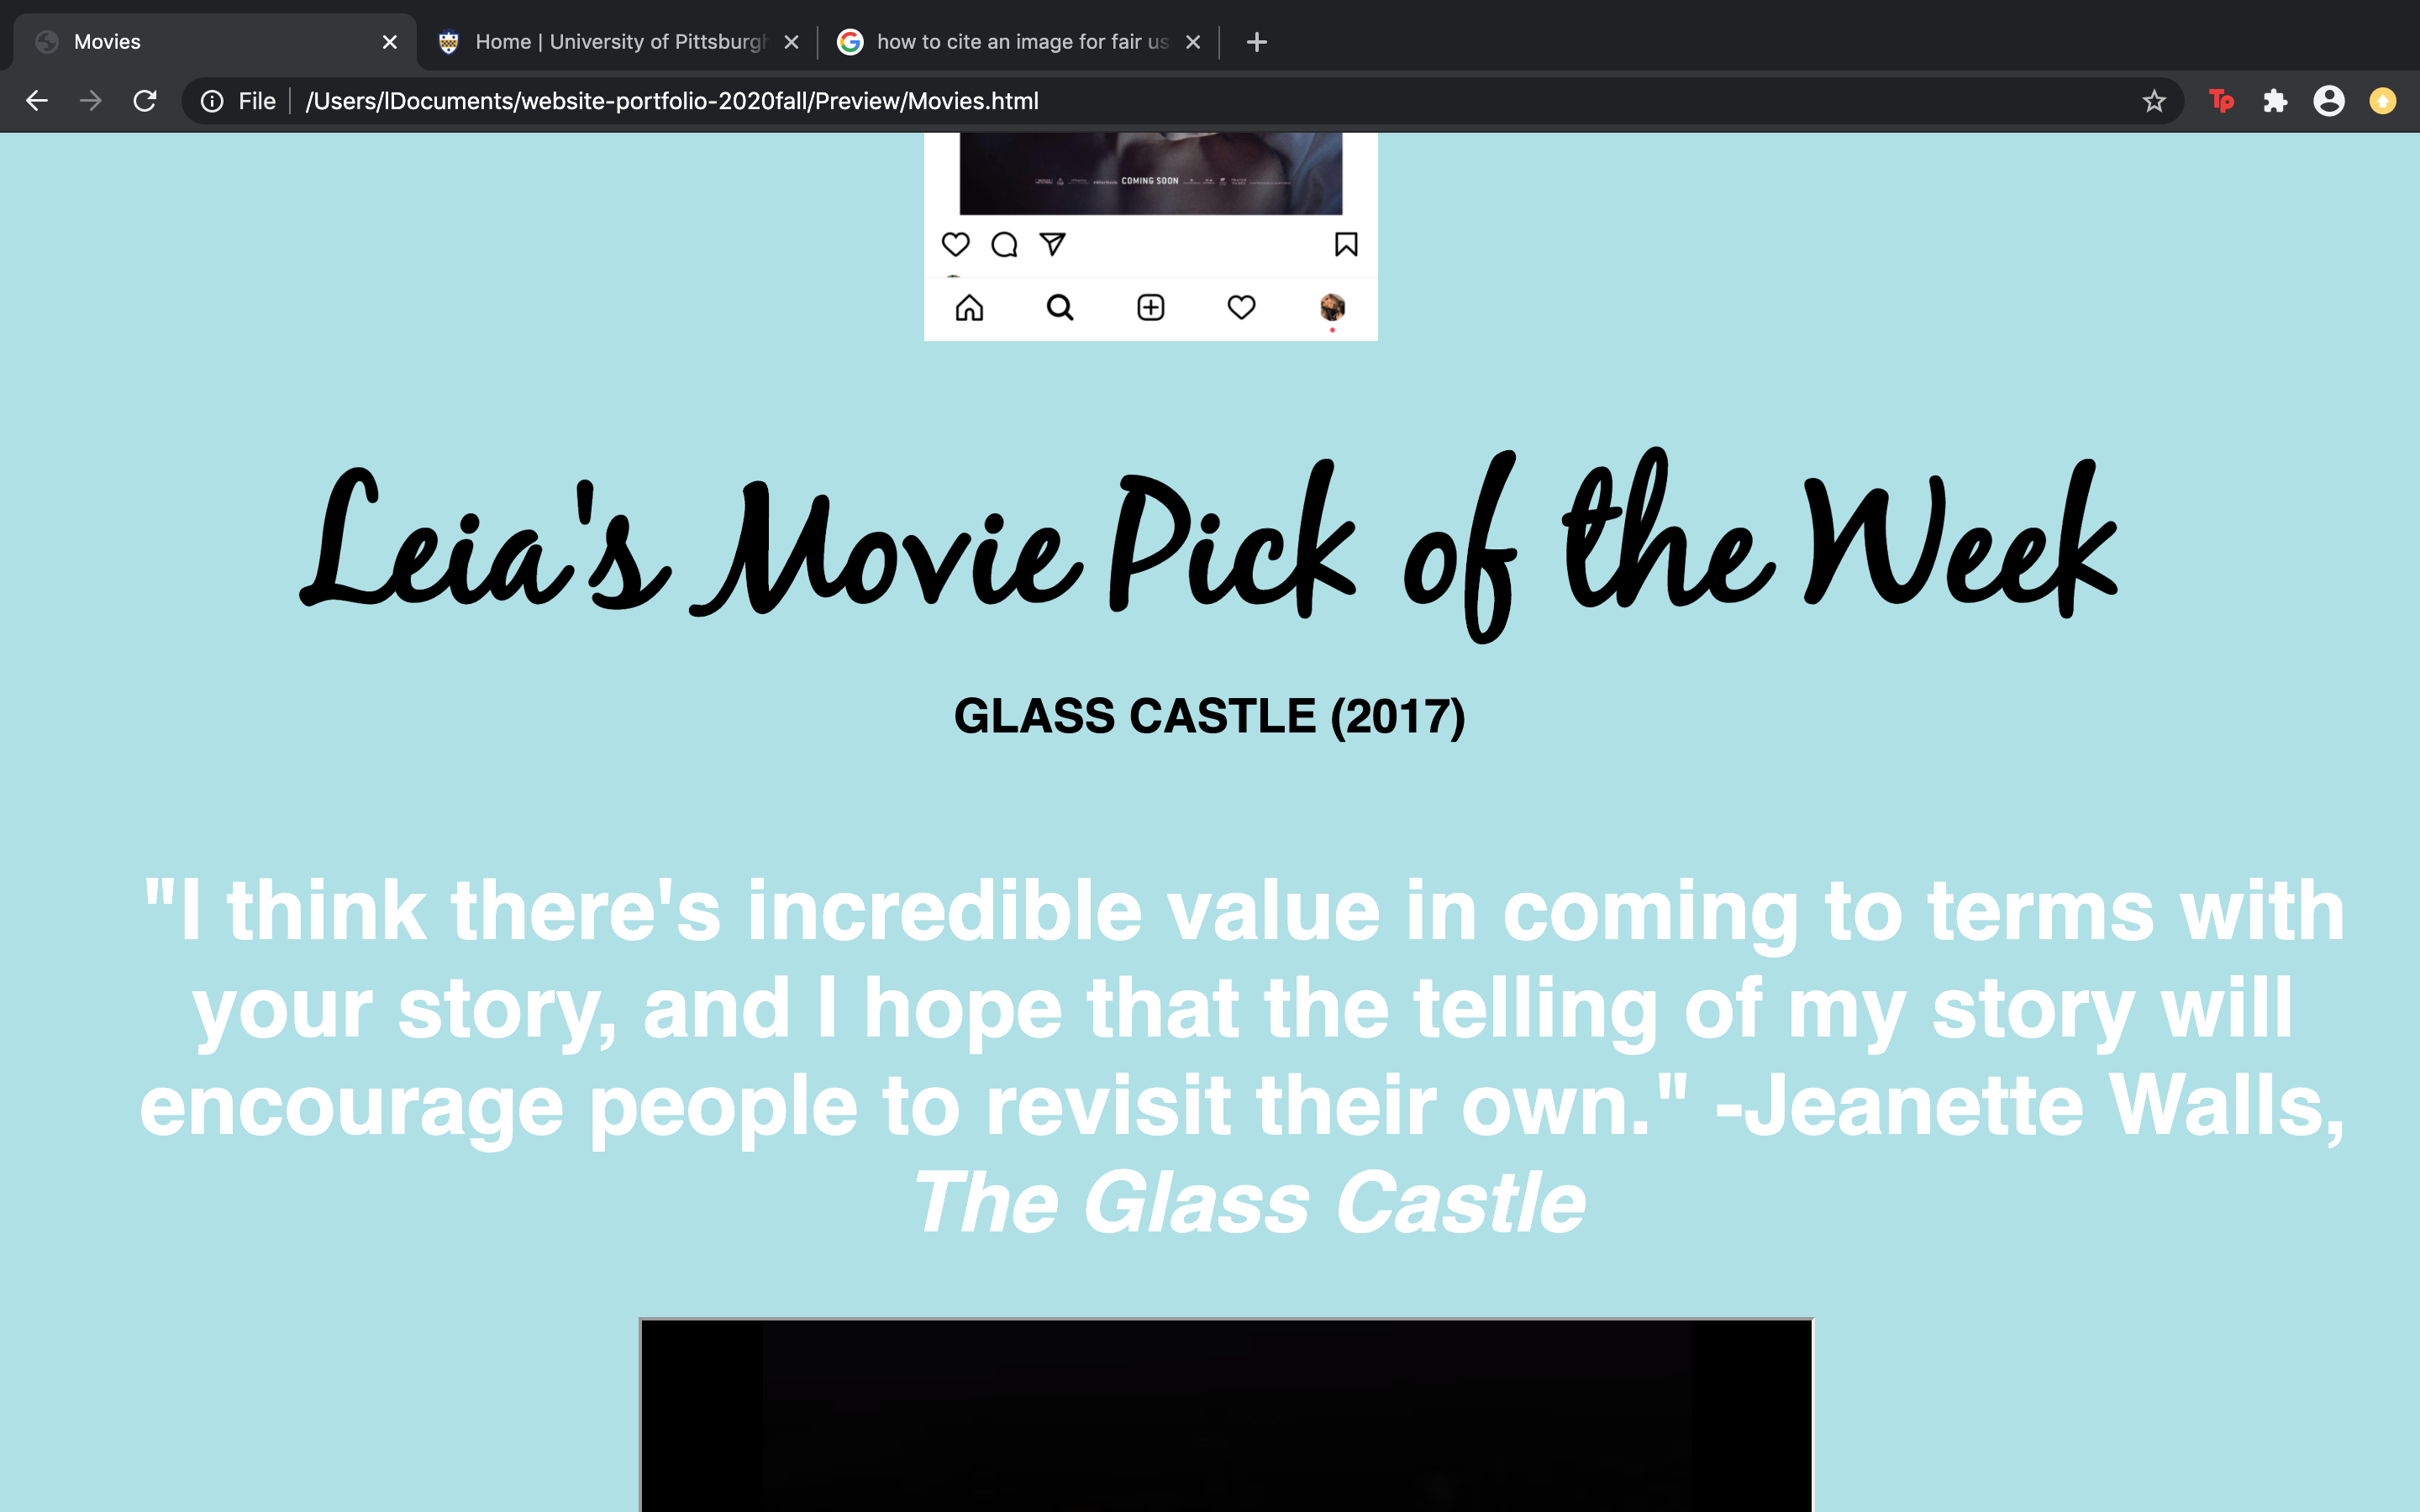 Movies
Home | University of Pittsburgh
how to cite an image for fair us
File
/Users/lDocuments/website-portfolio-2020fall/Preview/Movies.html
Tp
COMING SOON
Leia's Movie Pick of the Week
GLASS CASTLE (2017)
"I think there's incredible value in coming to terms with
your story, and I hope that the telling of my story will
encourage people to revisit their own." -Jeanette Walls,
The Glass Castle